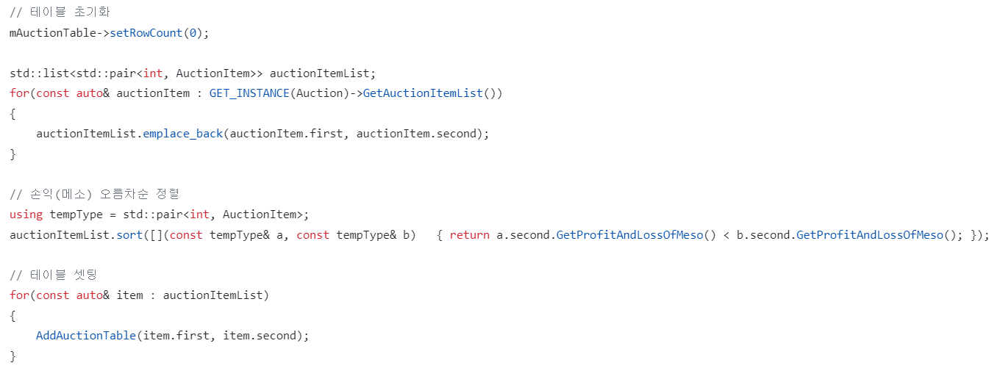 // 테이블 초기화
mAuctionTable->setRowCount(0);
std::list<std::pair<int, AuctionItem>> auctionItemList;
for(const auto& auctionItem : GET_INSTANCE(Auction)->GetAuctionItemList())
{
    auctionItemList.emplace_back(auctionItem.first, auctionItem.second);
}
// 손익(메소) 오름차순 정렬
using tempType = std::pair<int, AuctionItem>;
auctionItemList.sort([](const tempType& a, const tempType& b)   { return a.second.GetProfitAndLossOfMeso() < b.second.GetProfitAndLossOfMeso(); });
// 테이블 셋팅
for(const auto& item : auctionItemList)
{
    AddAuctionTable(item.first, item.second);
}